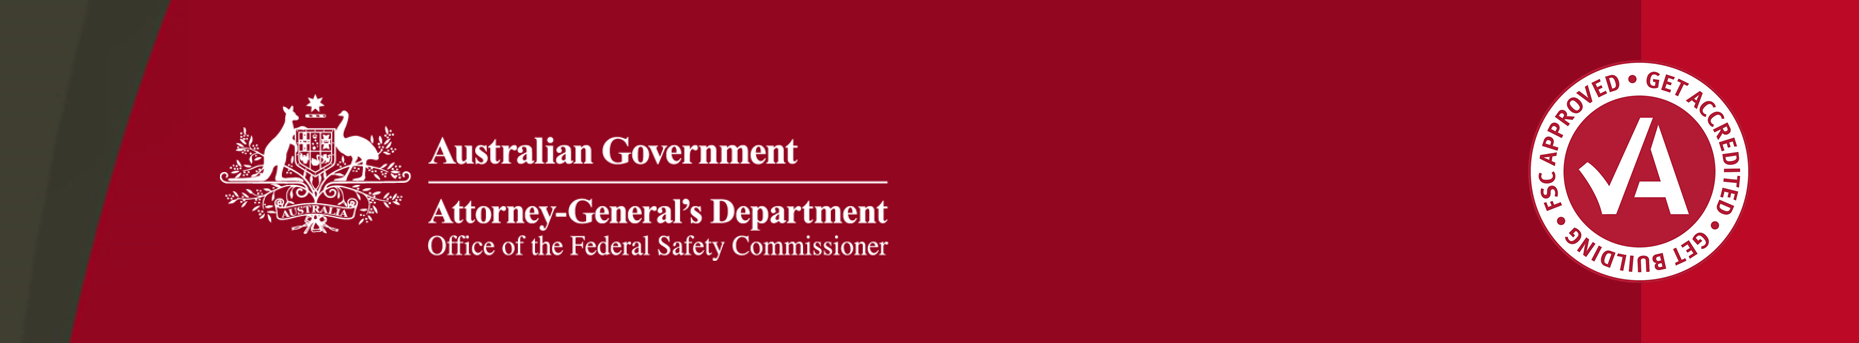 Australian Government
Attorney-General's Department
Office of the Federal Safety Commissioner
AUSTRALIA
FSC APPROVED • GET ACCREDITED • GET BUILDING •